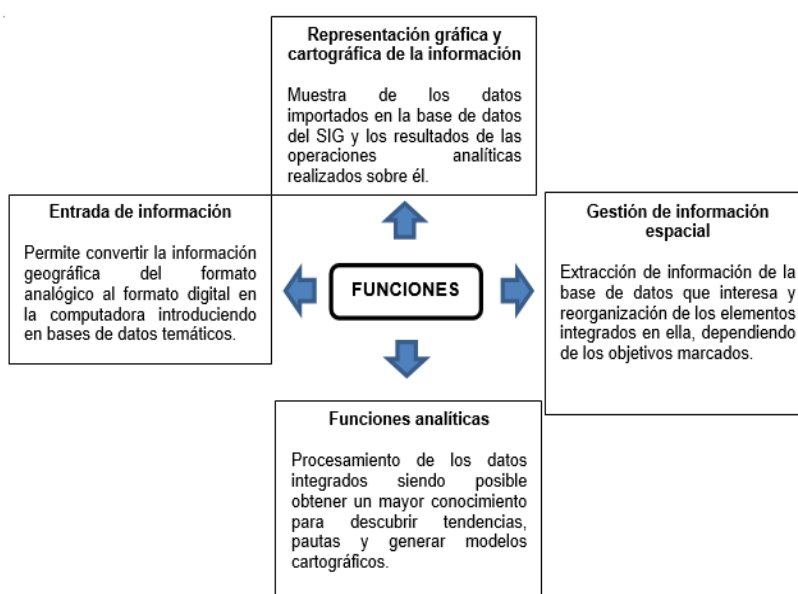 Representación gráfica y
cartográfica de la información
Muestra de los datos
importados en la base de datos
del SIG y los resultados de las
operaciones analíticas
realizados sobre él.
Entrada de información
Permite convertir la información
geográfica del formato
analógico al formato digital en
la computadora introduciendo
en bases de datos temáticos.
FUNCIONES
Gestión de información
espacial
Extracción de información de la
base de datos que interesa y
reorganización de los elementos
integrados en ella, dependiendo
de los objetivos marcados.
Funciones analíticas
Procesamiento de los datos
integrados siendo posible
obtener un mayor conocimiento
para descubrir tendencias,
pautas y generar modelos
cartográficos.